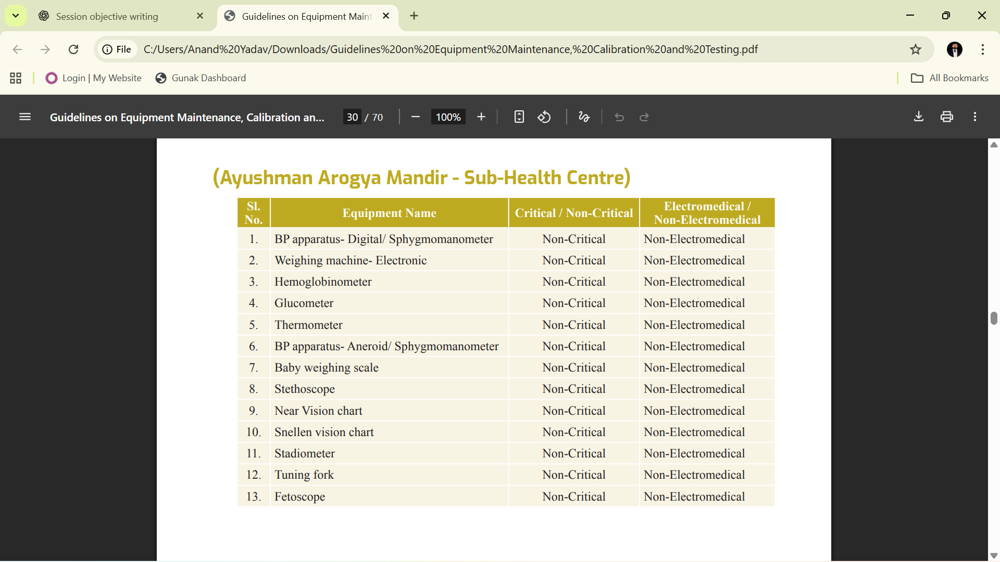 Session objective writing
Guidelines on Equipment Maint
File
C:/Users/Anand%20Yadav/Downloads/Guidelines%20on%20Equipment%20Maintenance,%20Calibration%20and%20Testing.pdf
Login | My Website
Gunak Dashboard
All Bookmarks
Guidelines on Equipment Maintenance, Calibration an...
30 / 70
100%
(Ayushman Arogya Mandir - Sub-Health Centre)
Sl. No. Equipment Name Critical / Non-Critical Electromedical / Non-Electromedical
1. BP apparatus- Digital/ Sphygmomanometer Non-Critical Non-Electromedical
2. Weighing machine- Electronic Non-Critical Non-Electromedical
3. Hemoglobinometer Non-Critical Non-Electromedical
4. Glucometer Non-Critical Non-Electromedical
5. Thermometer Non-Critical Non-Electromedical
6. BP apparatus- Aneroid/ Sphygmomanometer Non-Critical Non-Electromedical
7. Baby weighing scale Non-Critical Non-Electromedical
8. Stethoscope Non-Critical Non-Electromedical
9. Near Vision chart Non-Critical Non-Electromedical
10. Snellen vision chart Non-Critical Non-Electromedical
11. Stadiometer Non-Critical Non-Electromedical
12. Tuning fork Non-Critical Non-Electromedical
13. Fetoscope Non-Critical Non-Electromedical